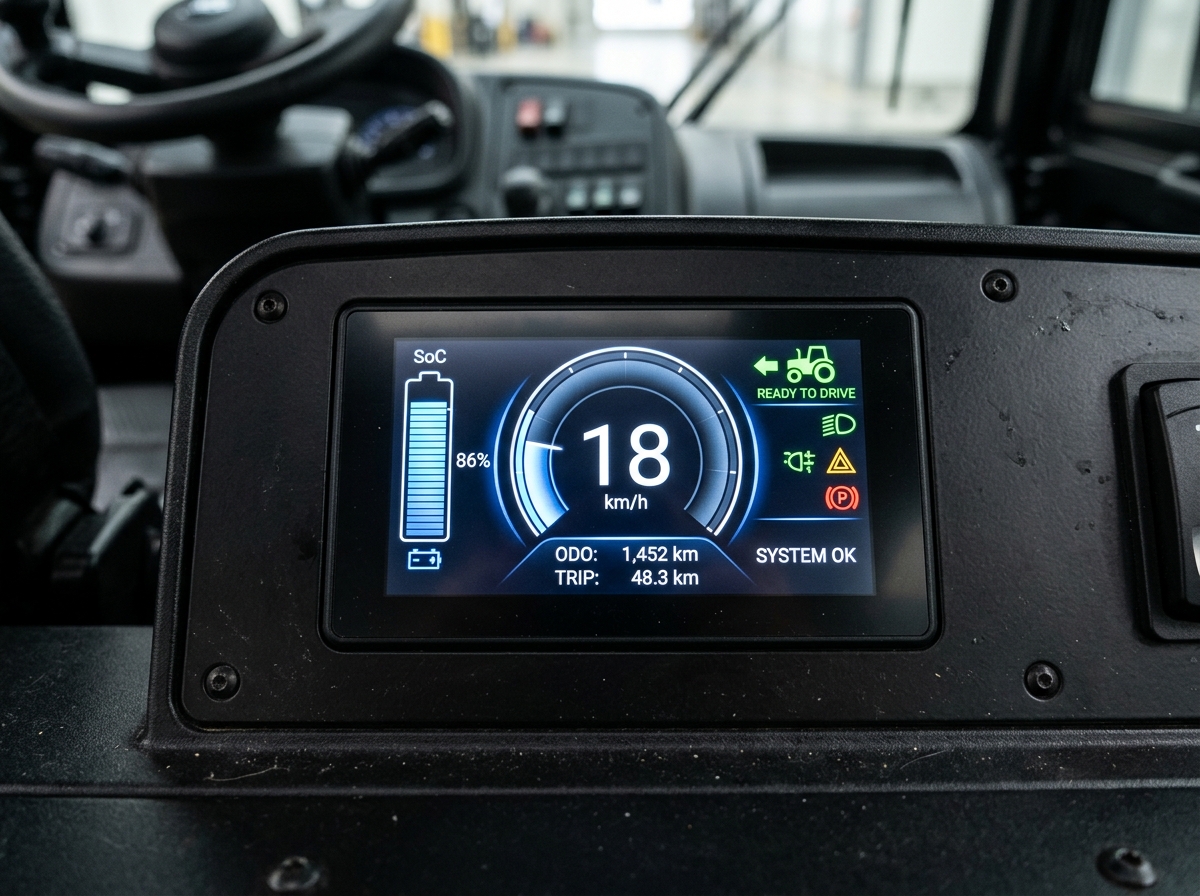 SoC
86%
18
km/h
ODO: 1,452 km
TRIP: 48.3 km
READY TO DRIVE
P
SYSTEM OK